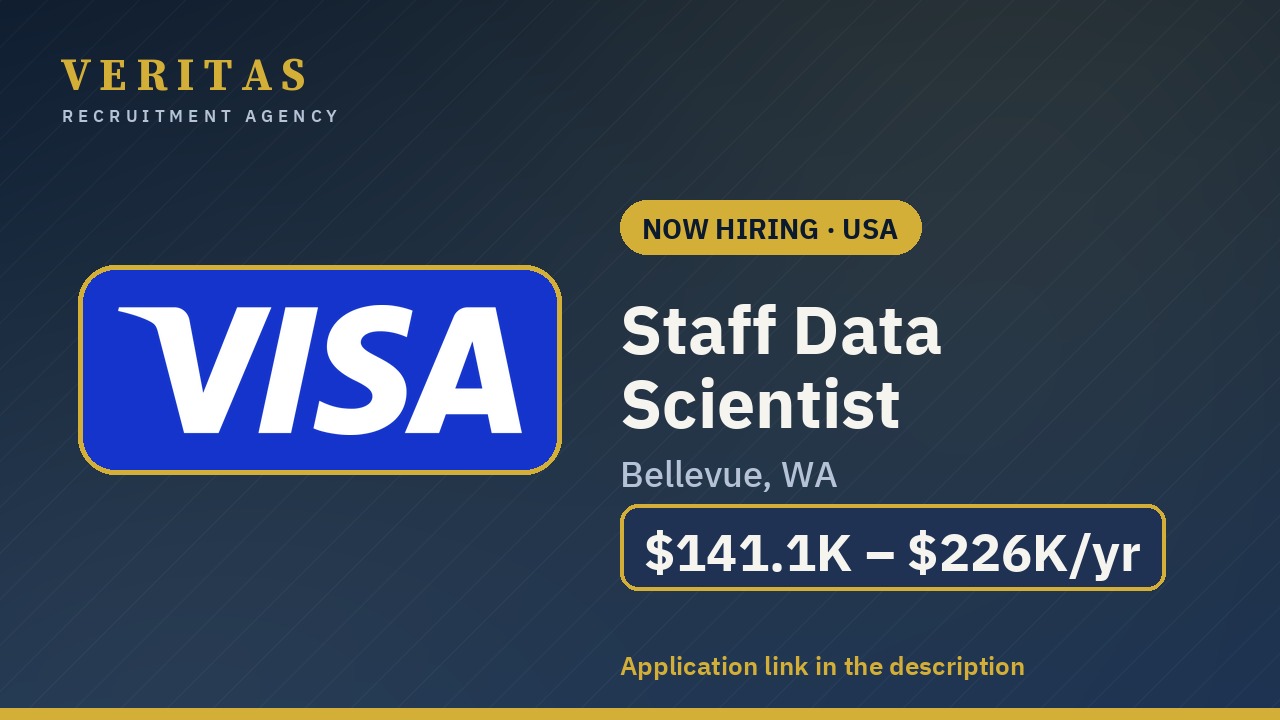 VERITAS
RECRUITMENT AGENCY
VISA
NOW HIRING · USA
Staff Data
Scientist
Bellevue, WA
$141.1K – $226K/yr
Application link in the description